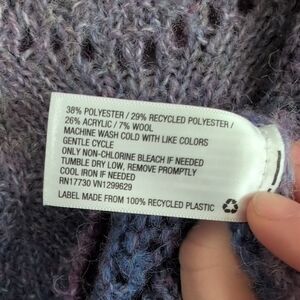 38% POLYESTER / 29% RECYCLED POLYESTER /
26% ACRYLIC / 7% WOOL
MACHINE WASH COLD WITH LIKE COLORS
GENTLE CYCLE
ONLY NON-CHLORINE BLEACH IF NEEDED
TUMBLE DRY LOW, REMOVE PROMPTLY
COOL IRON IF NEEDED
RN17730 VN1299629
LABEL MADE FROM 100% RECYCLED PLASTIC